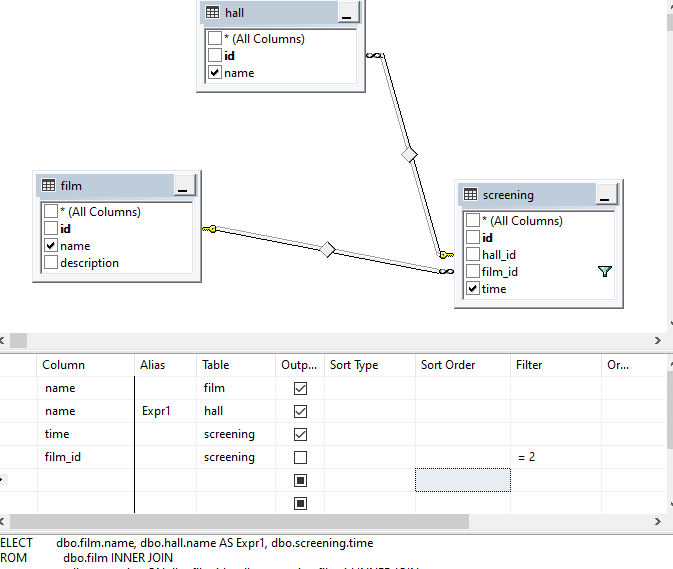 hall
* (All Columns)
id
name
film
* (All Columns)
id
name
description
screening
* (All Columns)
id
hall_id
film_id
time
Column Alias Table Outp... Sort Type Sort Order Filter Or...
name film
name Expr1 hall
time screening
film_id screening = 2
ELECT dbo.film.name, dbo.hall.name AS Expr1, dbo.screening.time
ROM dbo.film INNER JOIN